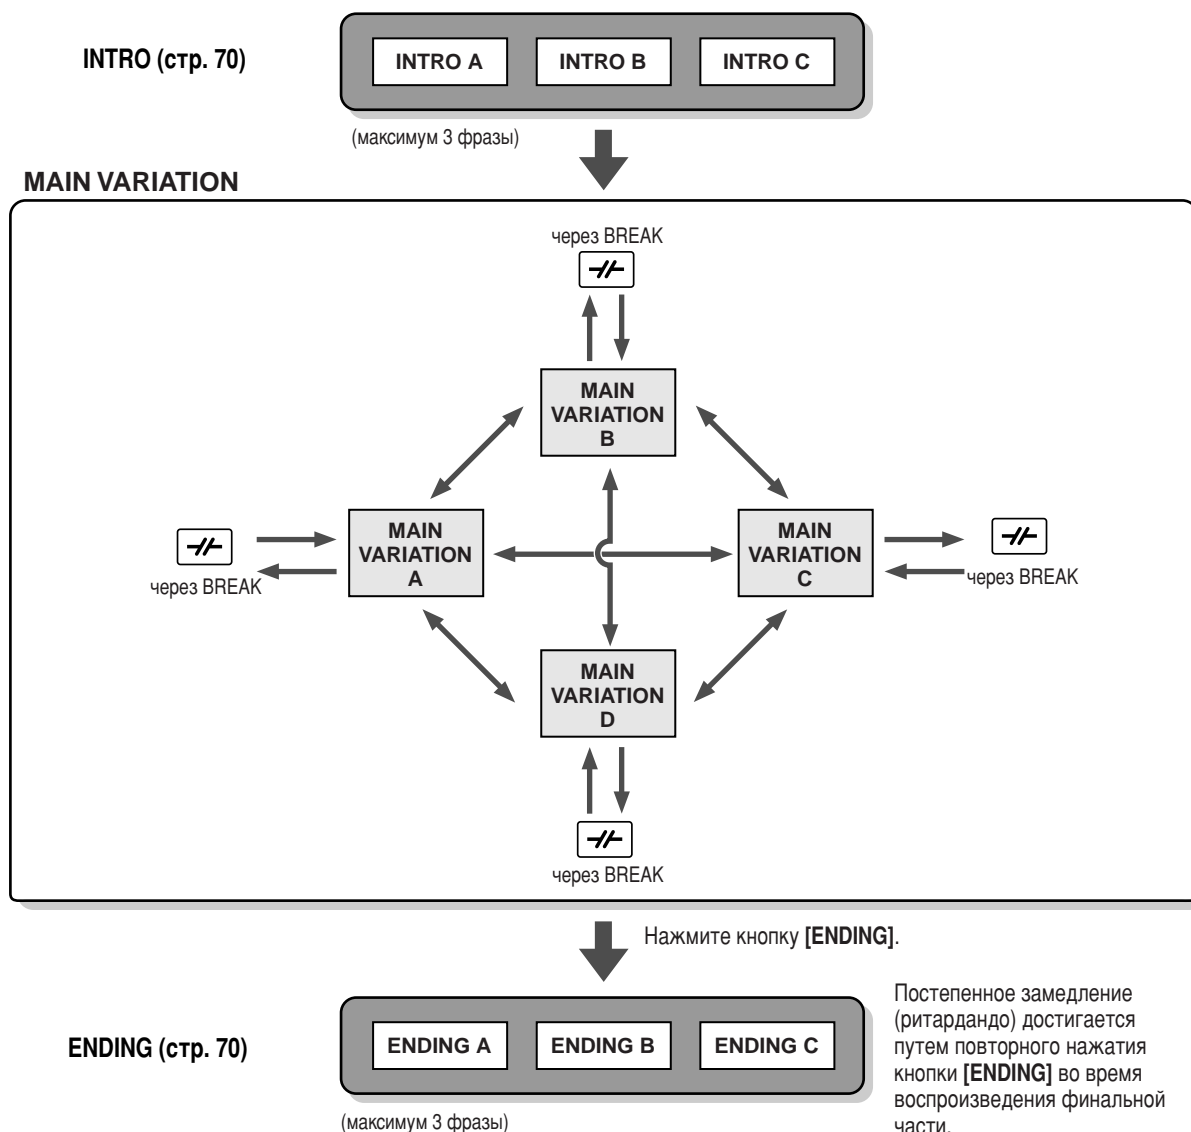 INTRO (стр. 70)
INTRO A INTRO B INTRO C
(максимум 3 фразы)
MAIN VARIATION
через BREAK
MAIN
VARIATION
B
MAIN
VARIATION
A
через BREAK
MAIN
VARIATION
C
через BREAK
MAIN
VARIATION
D
через BREAK
Нажмите кнопку [ENDING].
ENDING (стр. 70)
ENDING A ENDING B ENDING C
(максимум 3 фразы)
Постепенное замедление
(ритардандо) достигается
путем повторного нажатия
кнопки [ENDING] во время
воспроизведения финальной
части.